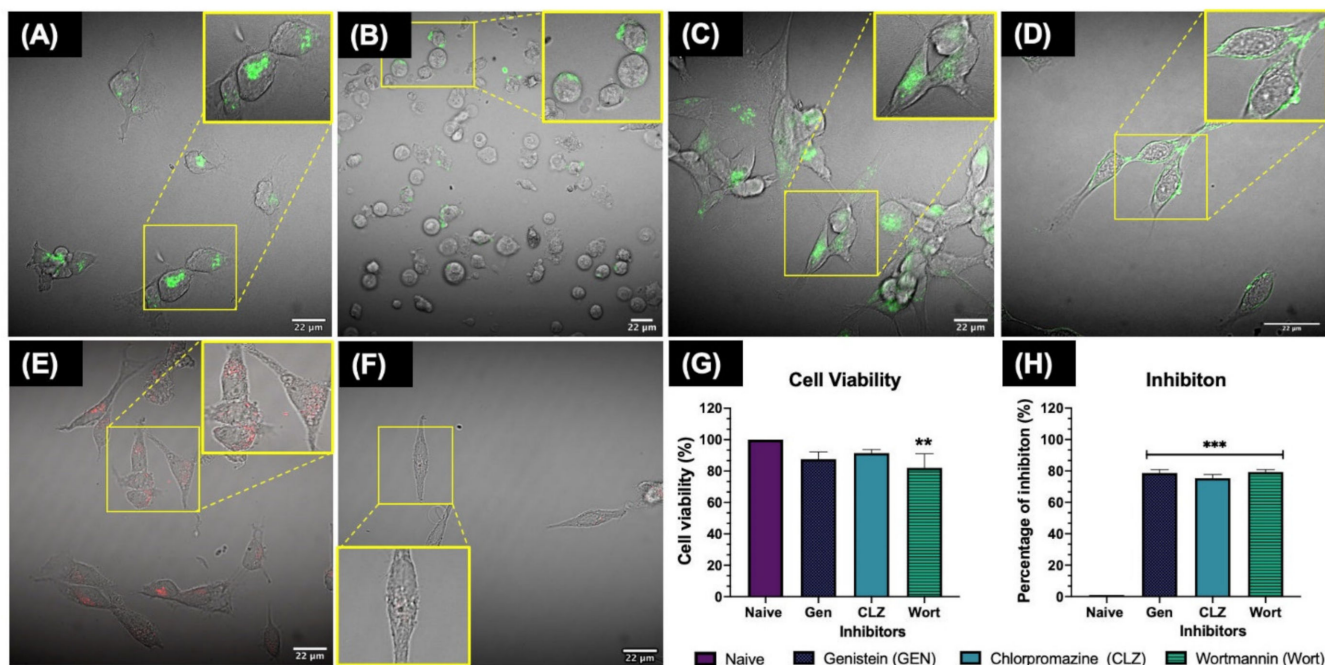 (A)
22 µm
(B)
22 µm
(C)
22 µm
(D)
22 µm
(E)
22 µm
(F)
22 µm
(G)
Cell Viability
Cell viability (%)
120
100
80
60
40
20
0
**
Naive Gen CLZ Wort
Inhibitors
(H)
Inhibiton
Percentage of inhibiton (%)
120
100
80
60
40
20
0
***
Naive Gen CLZ Wort
Inhibitors
Naive Genistein (GEN) Chlorpromazine (CLZ) Wortmannin (Wort)